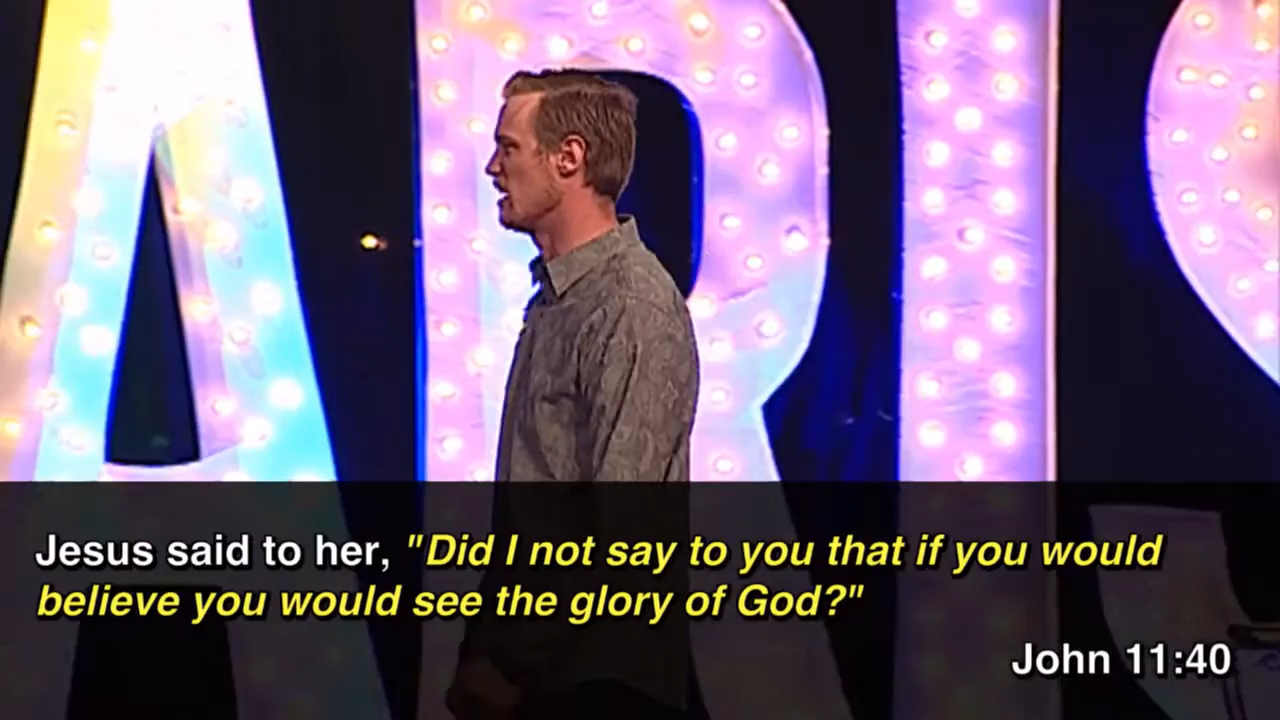 ARIS
Jesus said to her, "Did I not say to you that if you would
believe you would see the glory of God?"
John 11:40